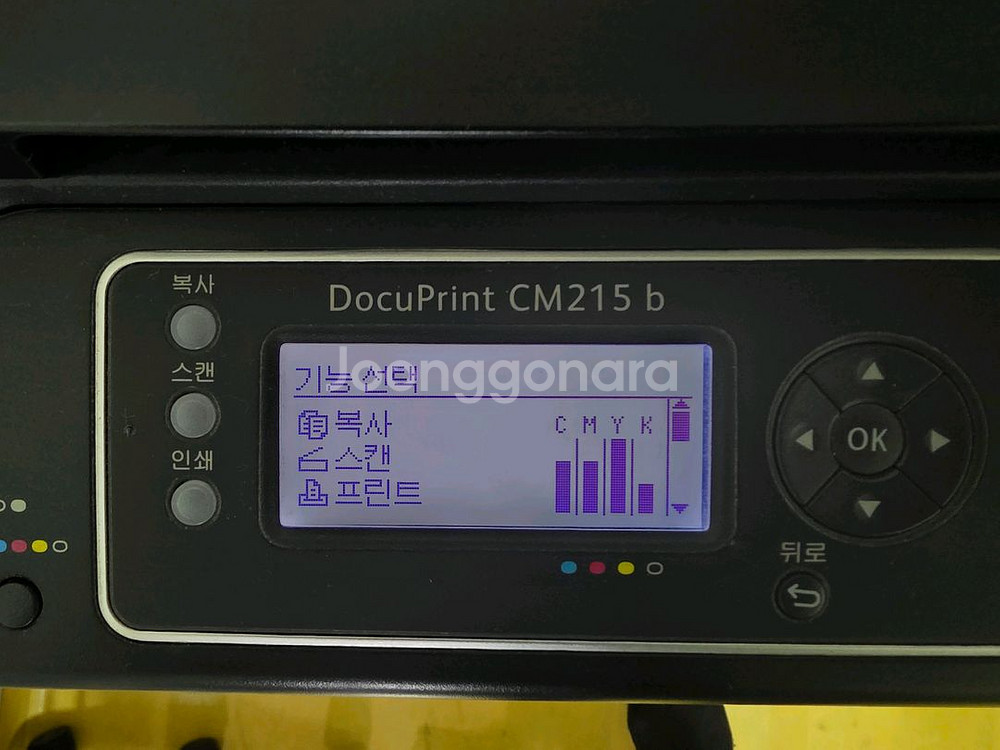 복사
DocuPrint CM215 b
스캔
인쇄
joonggonara
기능 선택
복사
스캔
프린트
C M Y K
OK
뒤로